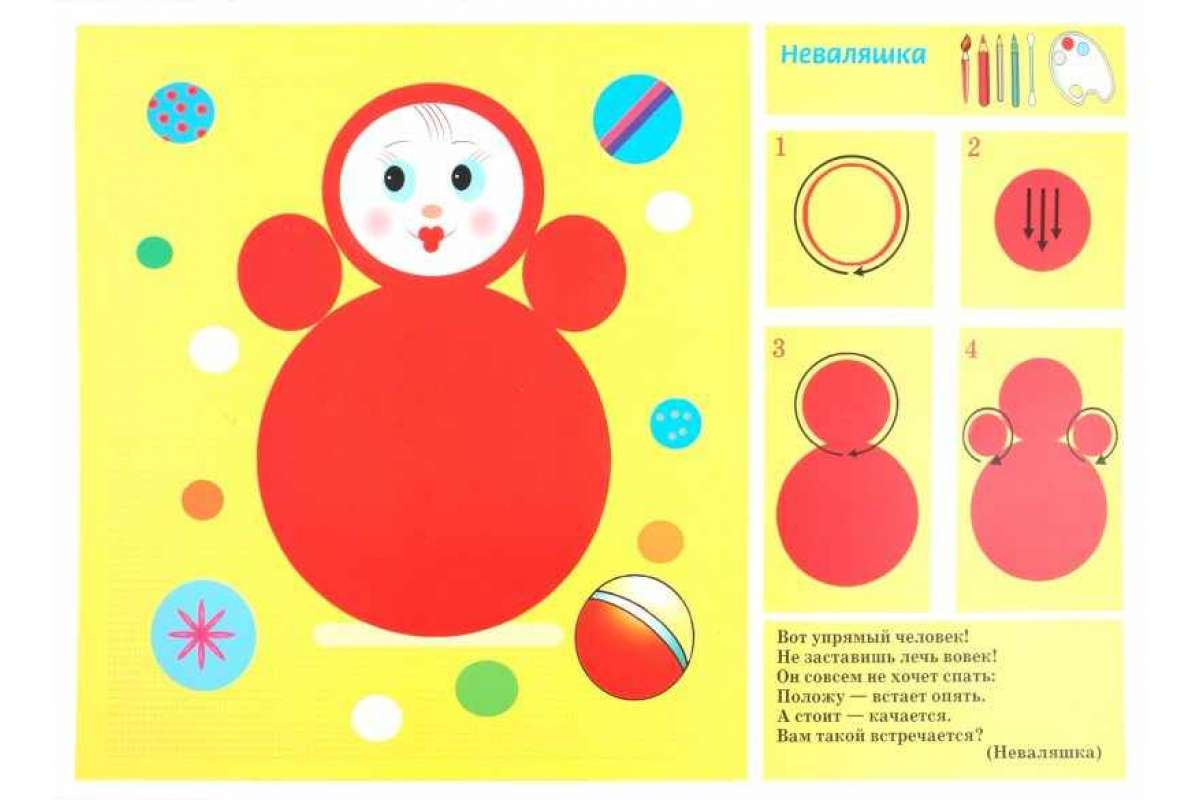 Неваляшка
1
2
3
4
Вот упрямый человек!
Не заставишь лечь вовек!
Он совсем не хочет спать:
Положу — встает опять.
А стоит — качается.
Вам такой встречается?
(Неваляшка)